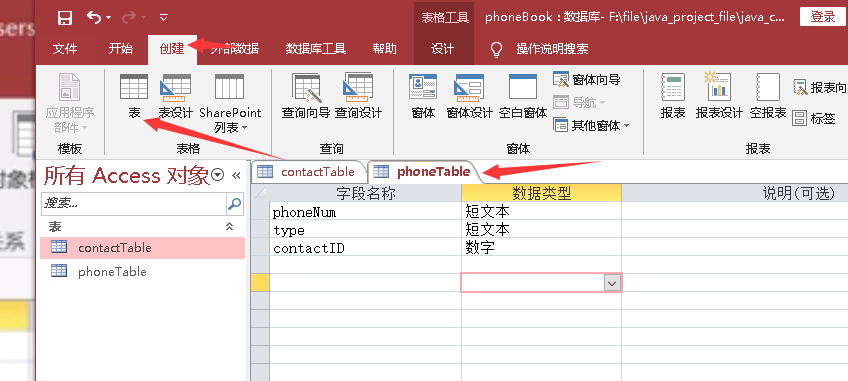 sers
表格工具
phoneBook : 数据库- F:\file\java_project_file\java_c...
登录
文件
开始
创建
外部数据
数据库工具
帮助
设计
操作说明搜索
应用程序
部件
表
表设计
SharePoint
列表
查询向导
查询设计
窗体
窗体设计
空白窗体
窗体向导
导航
其他窗体
报表
报表设计
空报表
报表向
标签
模板
表格
查询
窗体
报表
所有 Access 对象
搜索...
表
contactTable
phoneTable
contactTable
phoneTable
字段名称
数据类型
说明(可选)
phoneNum
短文本
type
短文本
contactID
数字
对象相
关系